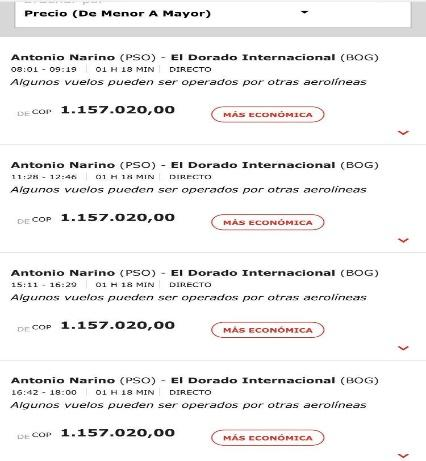 Precio (De Menor A Mayor)
Antonio Narino (PSO) - El Dorado Internacional (BOG)
08:01 - 09:19 01 H 18 MIN DIRECTO
Algunos vuelos pueden ser operados por otras aerolíneas
DE COP 1.157.020,00 MÁS ECONÓMICA
Antonio Narino (PSO) - El Dorado Internacional (BOG)
11:28 - 12:46 01 H 18 MIN DIRECTO
Algunos vuelos pueden ser operados por otras aerolíneas
DE COP 1.157.020,00 MÁS ECONÓMICA
Antonio Narino (PSO) - El Dorado Internacional (BOG)
15:11 - 16:29 01 H 18 MIN DIRECTO
Algunos vuelos pueden ser operados por otras aerolíneas
DE COP 1.157.020,00 MÁS ECONÓMICA
Antonio Narino (PSO) - El Dorado Internacional (BOG)
16:42 - 18:00 01 H 18 MIN DIRECTO
Algunos vuelos pueden ser operados por otras aerolíneas
DE COP 1.157.020,00 MÁS ECONÓMICA